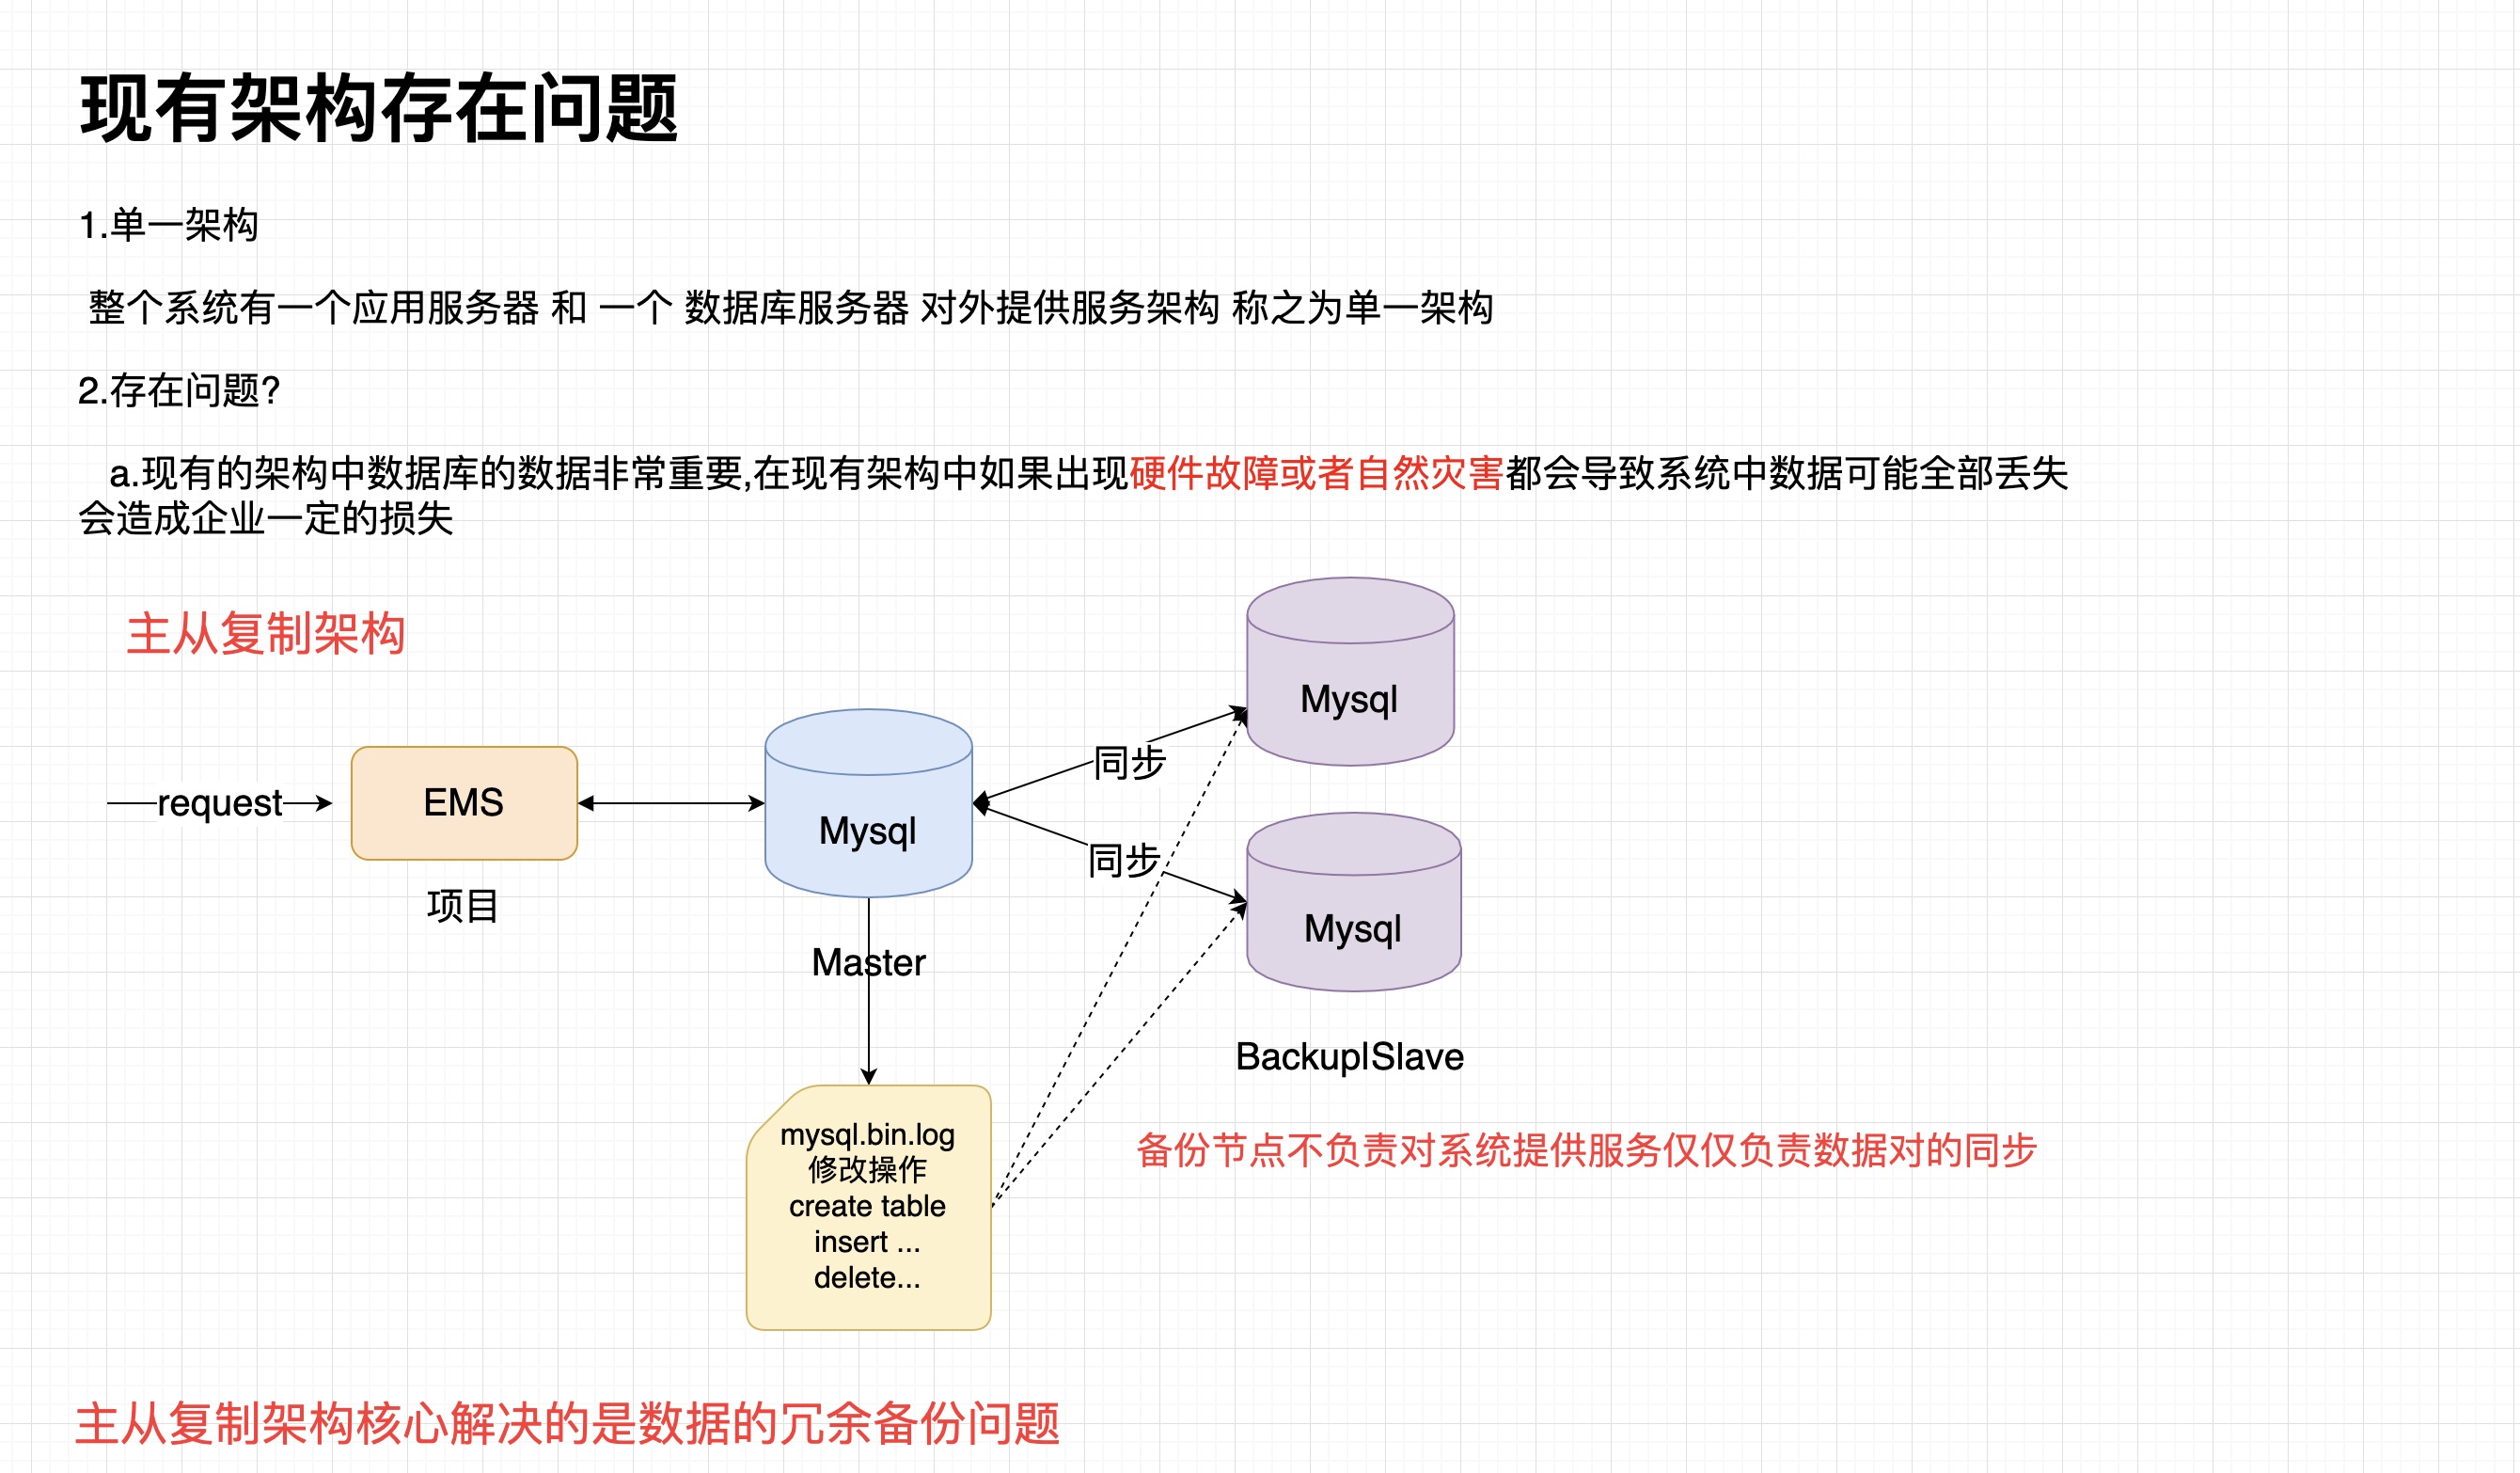 现有架构存在问题
1.单一架构
整个系统有一个应用服务器 和 一个 数据库服务器 对外提供服务架构 称之为单一架构
2.存在问题?
a.现有的架构中数据库的数据非常重要,在现有架构中如果出现硬件故障或者自然灾害都会导致系统中数据可能全部丢失
会造成企业一定的损失
主从复制架构
Mysql
同步
request
EMS
Mysql
同步
项目
Mysql
Master
Backup|Slave
mysql.bin.log
修改操作
create table
insert ...
delete...
备份节点不负责对系统提供服务仅仅负责数据对的同步
主从复制架构核心解决的是数据的冗余备份问题